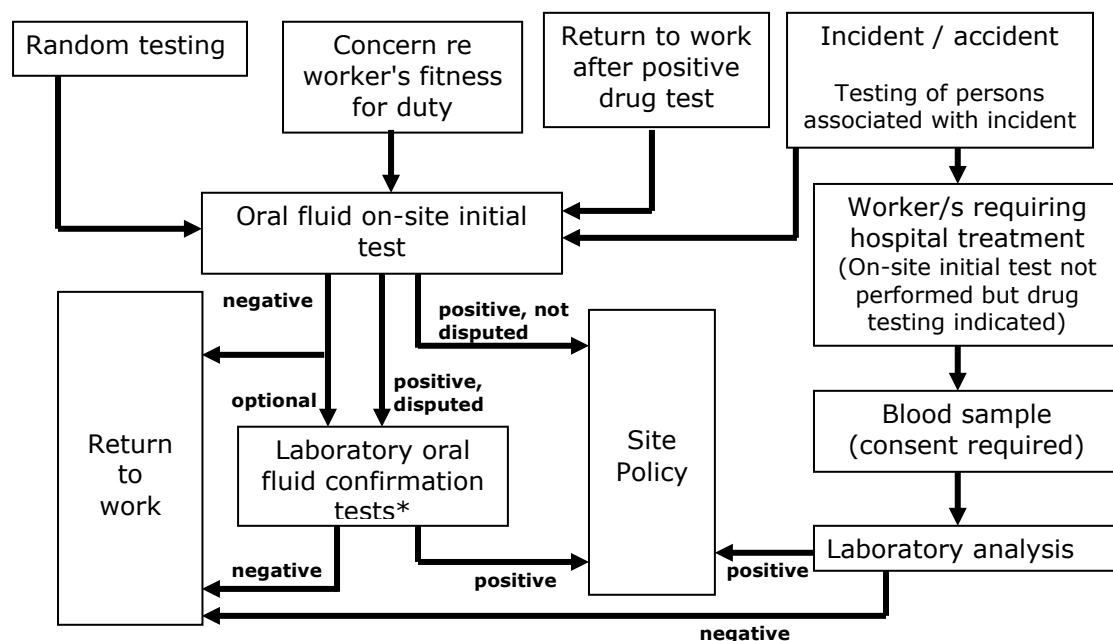 Random testing
Concern re
worker's fitness
for duty
Return to work
after positive
drug test
Incident / accident
Testing of persons
associated with incident
Oral fluid on-site initial
test
Worker/s requiring
hospital treatment
(On-site initial test not
performed but drug
testing indicated)
negative
positive, not
disputed
optional
positive,
disputed
Return
to
work
Laboratory oral
fluid confirmation
tests*
Site
Policy
Blood sample
(consent required)
Laboratory analysis
negative
positive
positive
negative